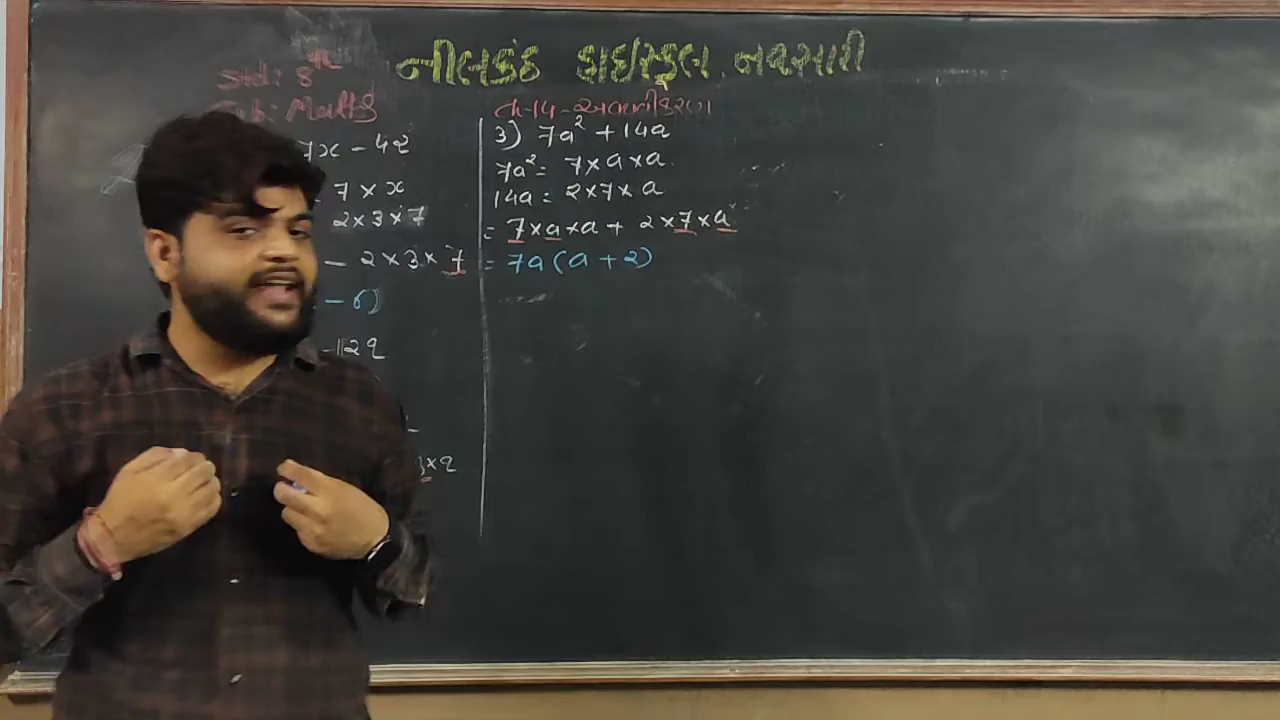 નીલકંઠ હાઇસ્કૂલ નવસારી
Std: 8th
Sub: Maths
પ્ર-14-અવયવીકરણ
7x - 42
7 × x
2×3×7
- 2×3×7
- 6)
- 12q
×q
3) 7a² + 14a
7a² = 7×a×a
14a = 2×7×a
= 7×a×a + 2×7×a
= 7a(a + 2)